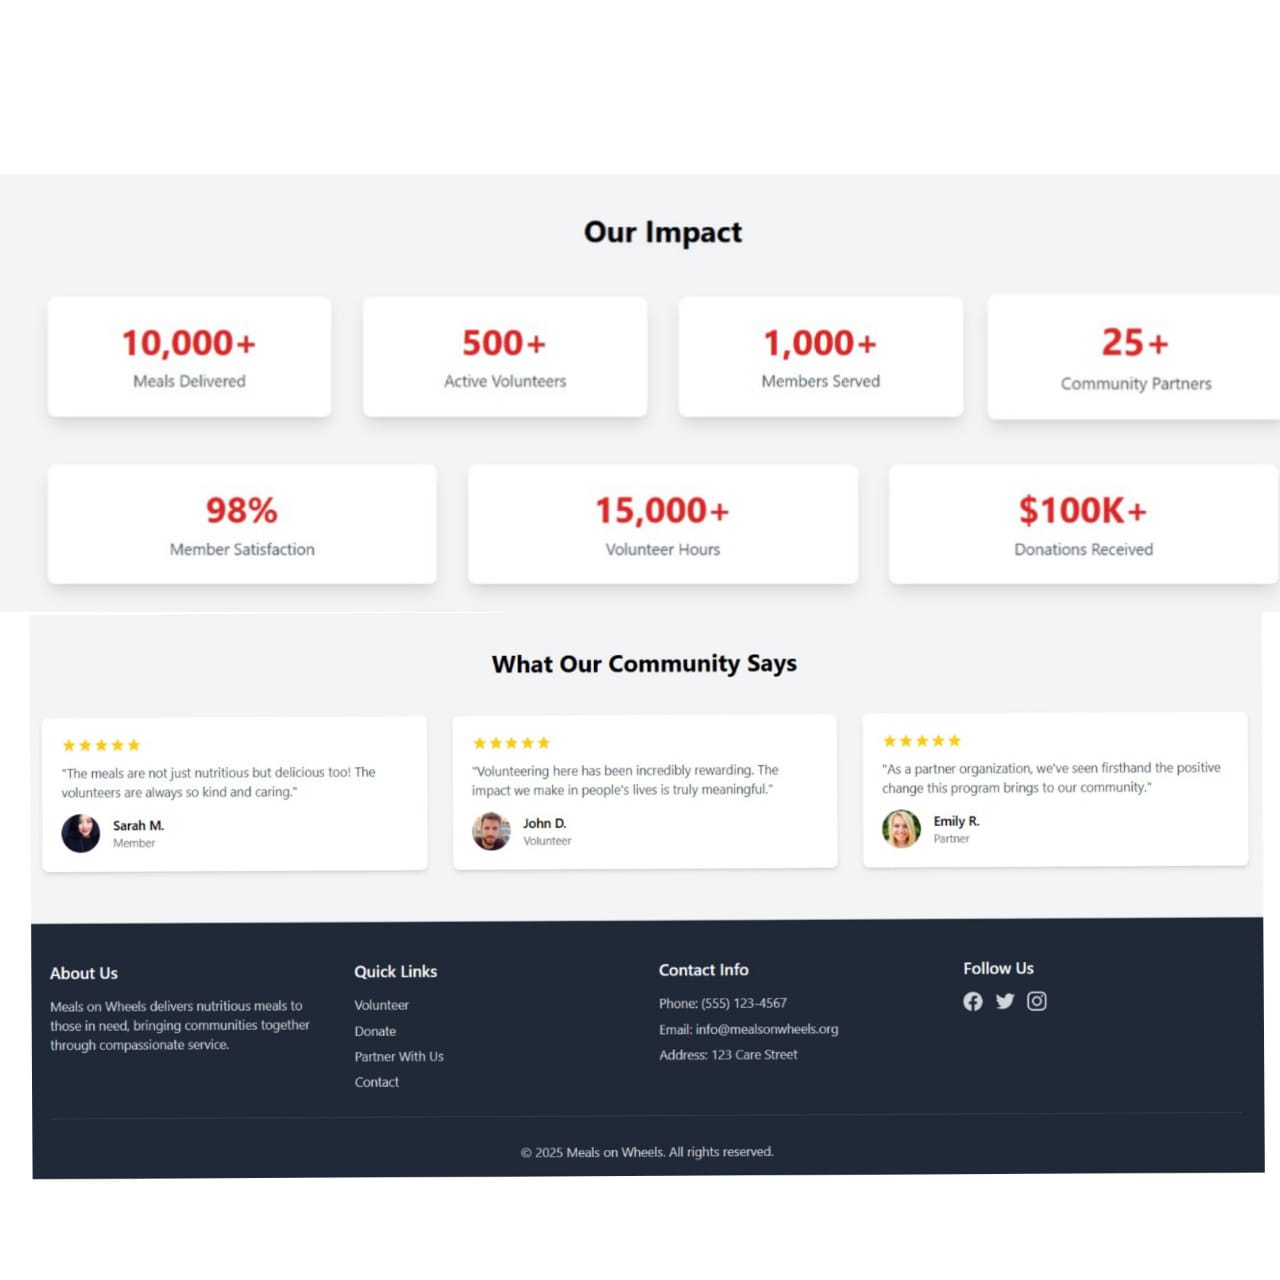 Our Impact
10,000+
Meals Delivered
500+
Active Volunteers
1,000+
Members Served
25+
Community Partners
98%
Member Satisfaction
15,000+
Volunteer Hours
$100K+
Donations Received
What Our Community Says
"The meals are not just nutritious but delicious too! The
volunteers are always so kind and caring."
Sarah M.
Member
"Volunteering here has been incredibly rewarding. The
impact we make in people's lives is truly meaningful."
John D.
Volunteer
"As a partner organization, we've seen firsthand the positive
change this program brings to our community."
Emily R.
Partner
About Us
Meals on Wheels delivers nutritious meals to
those in need, bringing communities together
through compassionate service.
Quick Links
Volunteer
Donate
Partner With Us
Contact
Contact Info
Phone: (555) 123-4567
Email: info@mealsonwheels.org
Address: 123 Care Street
Follow Us
© 2025 Meals on Wheels. All rights reserved.